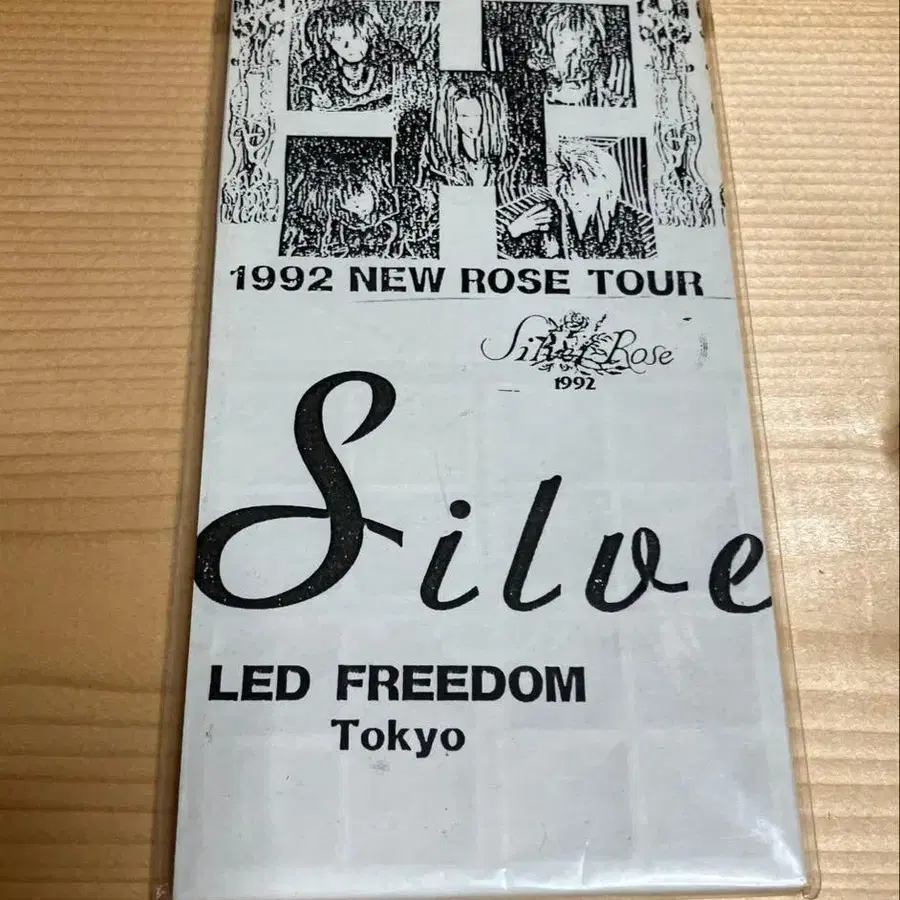 1992 NEW ROSE TOUR
Silver Rose
1992
Silve
LED FREEDOM
Tokyo